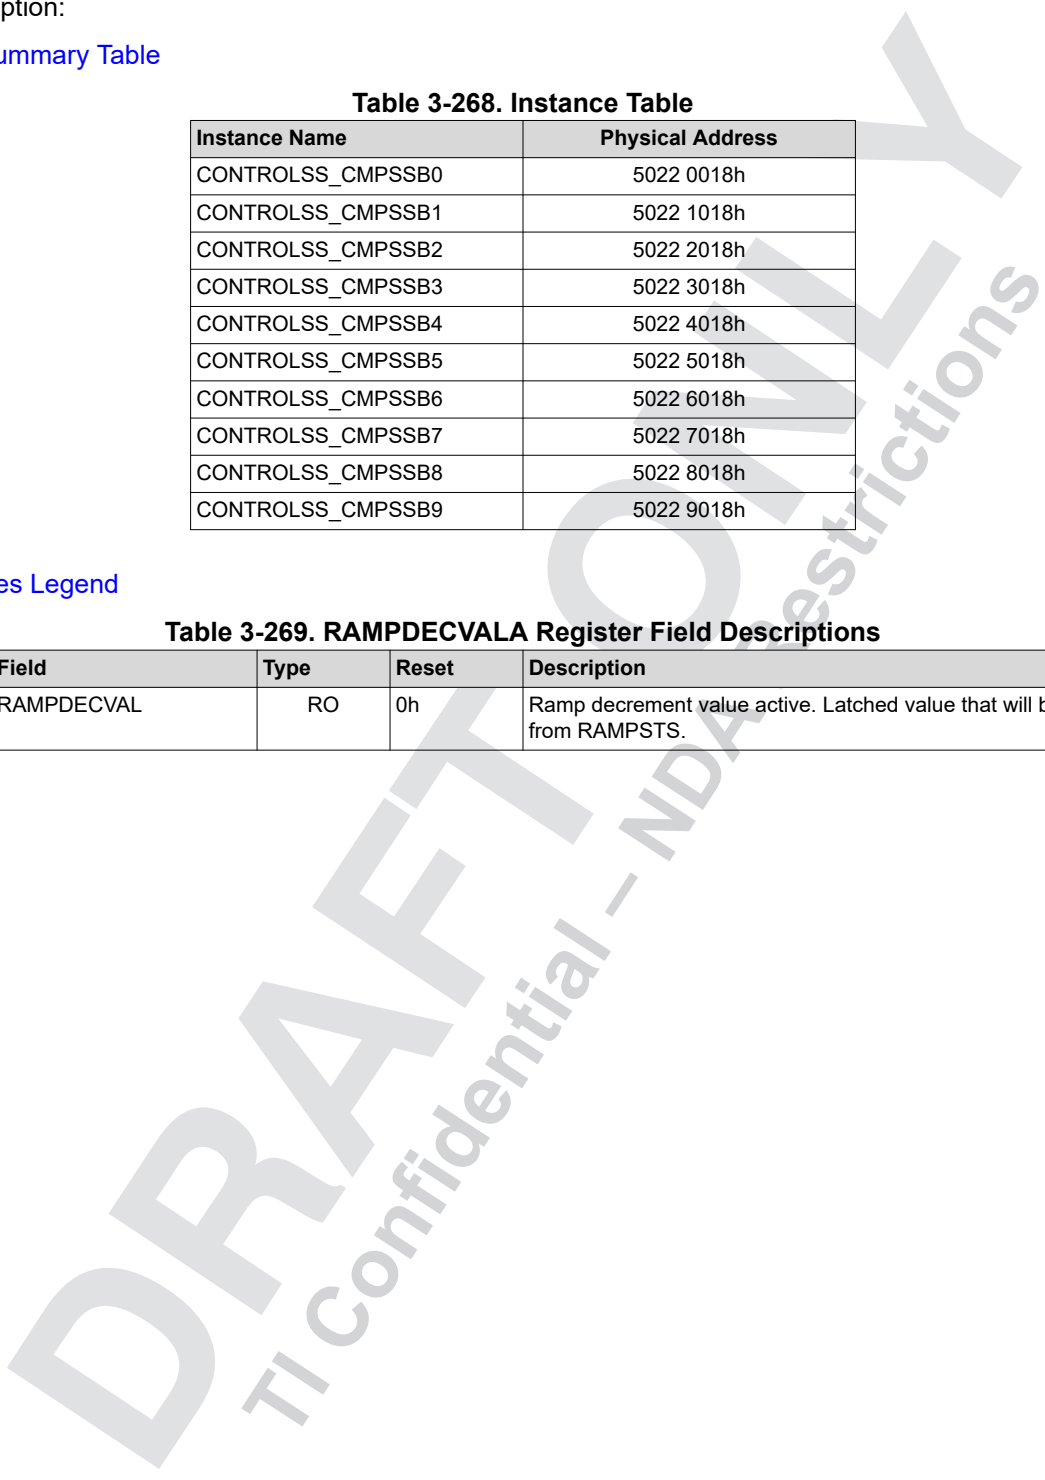 ption:
ummary Table
Table 3-268. Instance Table
Instance Name Physical Address
CONTROLSS_CMPSSB0 5022 0018h
CONTROLSS_CMPSSB1 5022 1018h
CONTROLSS_CMPSSB2 5022 2018h
CONTROLSS_CMPSSB3 5022 3018h
CONTROLSS_CMPSSB4 5022 4018h
CONTROLSS_CMPSSB5 5022 5018h
CONTROLSS_CMPSSB6 5022 6018h
CONTROLSS_CMPSSB7 5022 7018h
CONTROLSS_CMPSSB8 5022 8018h
CONTROLSS_CMPSSB9 5022 9018h
es Legend
Table 3-269. RAMPDECVALA Register Field Descriptions
Field Type Reset Description
RAMPDECVAL RO 0h Ramp decrement value active. Latched value that will b
from RAMPSTS.
DRAFT ONLY
TI Confidential – NDA Restrictions